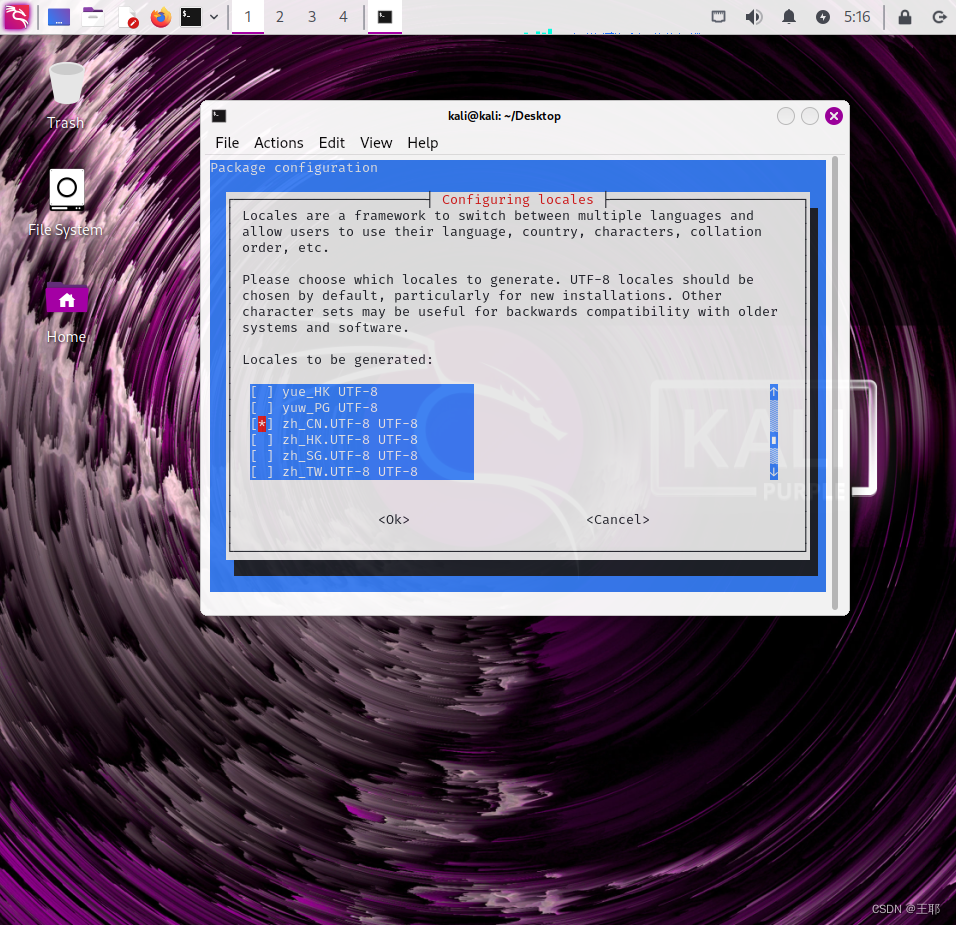 1 2 3 4 5:16
Trash
File System
Home
kali@kali: ~/Desktop
File Actions Edit View Help
Package configuration
Configuring locales
Locales are a framework to switch between multiple languages and
allow users to use their language, country, characters, collation
order, etc.
Please choose which locales to generate. UTF-8 locales should be
chosen by default, particularly for new installations. Other
character sets may be useful for backwards compatibility with older
systems and software.
Locales to be generated:
[ ] yue_HK UTF-8
[ ] yuw_PG UTF-8
[*] zh_CN.UTF-8 UTF-8
[ ] zh_HK.UTF-8 UTF-8
[ ] zh_SG.UTF-8 UTF-8
[ ] zh_TW.UTF-8 UTF-8
<Ok> <Cancel>
KALI
PURPLE
CSDN @王耶